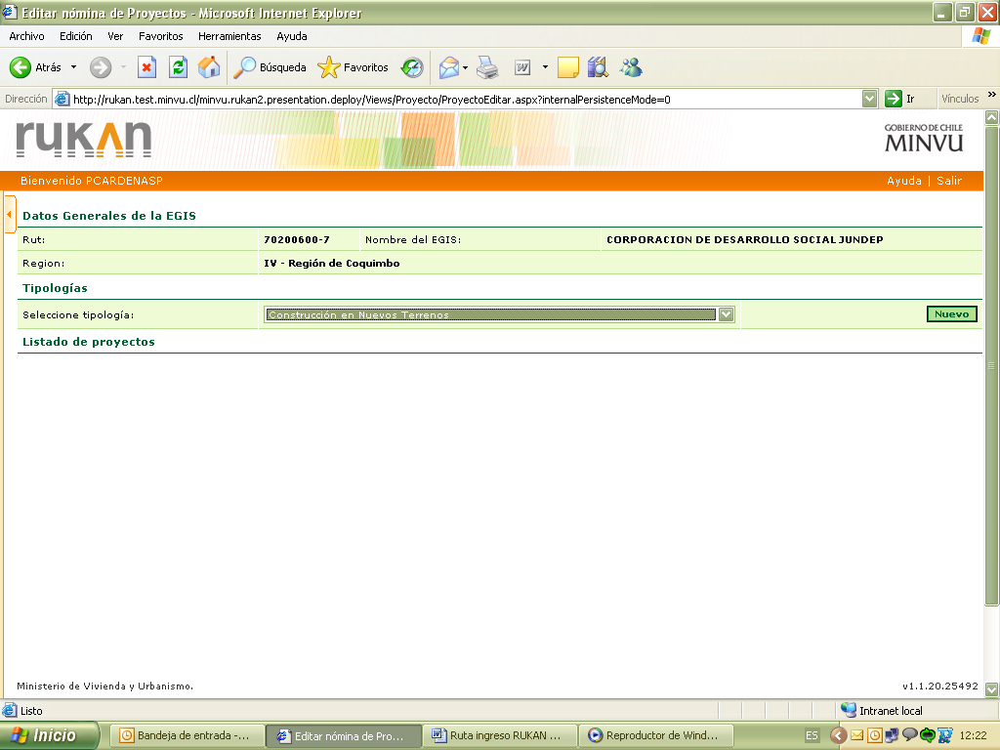 Editar nómina de Proyectos - Microsoft Internet Explorer
Archivo Edición Ver Favoritos Herramientas Ayuda
Atrás Búsqueda Favoritos
Dirección http://rukan.test.minvu.cl/minvu.rukan2.presentation.deploy/Views/Proyecto/ProyectoEditar.aspx?internalPersistenceMode=0 Ir Vínculos »
rukan GOBIERNO DE CHILE
MINVU
Bienvenido PCARDENASP Ayuda | Salir
Datos Generales de la EGIS
Rut: 70200600-7 Nombre del EGIS: CORPORACION DE DESARROLLO SOCIAL JUNDEP
Region: IV - Región de Coquimbo
Tipologías
Seleccione tipología: Construcción en Nuevos Terrenos Nuevo
Listado de proyectos
Ministerio de Vivienda y Urbanismo. v1.1.20.25492
Listo Intranet local
Inicio Bandeja de entrada -... Editar nómina de Pro... Ruta ingreso RUKAN ... Reproductor de Wind... ES 12:22